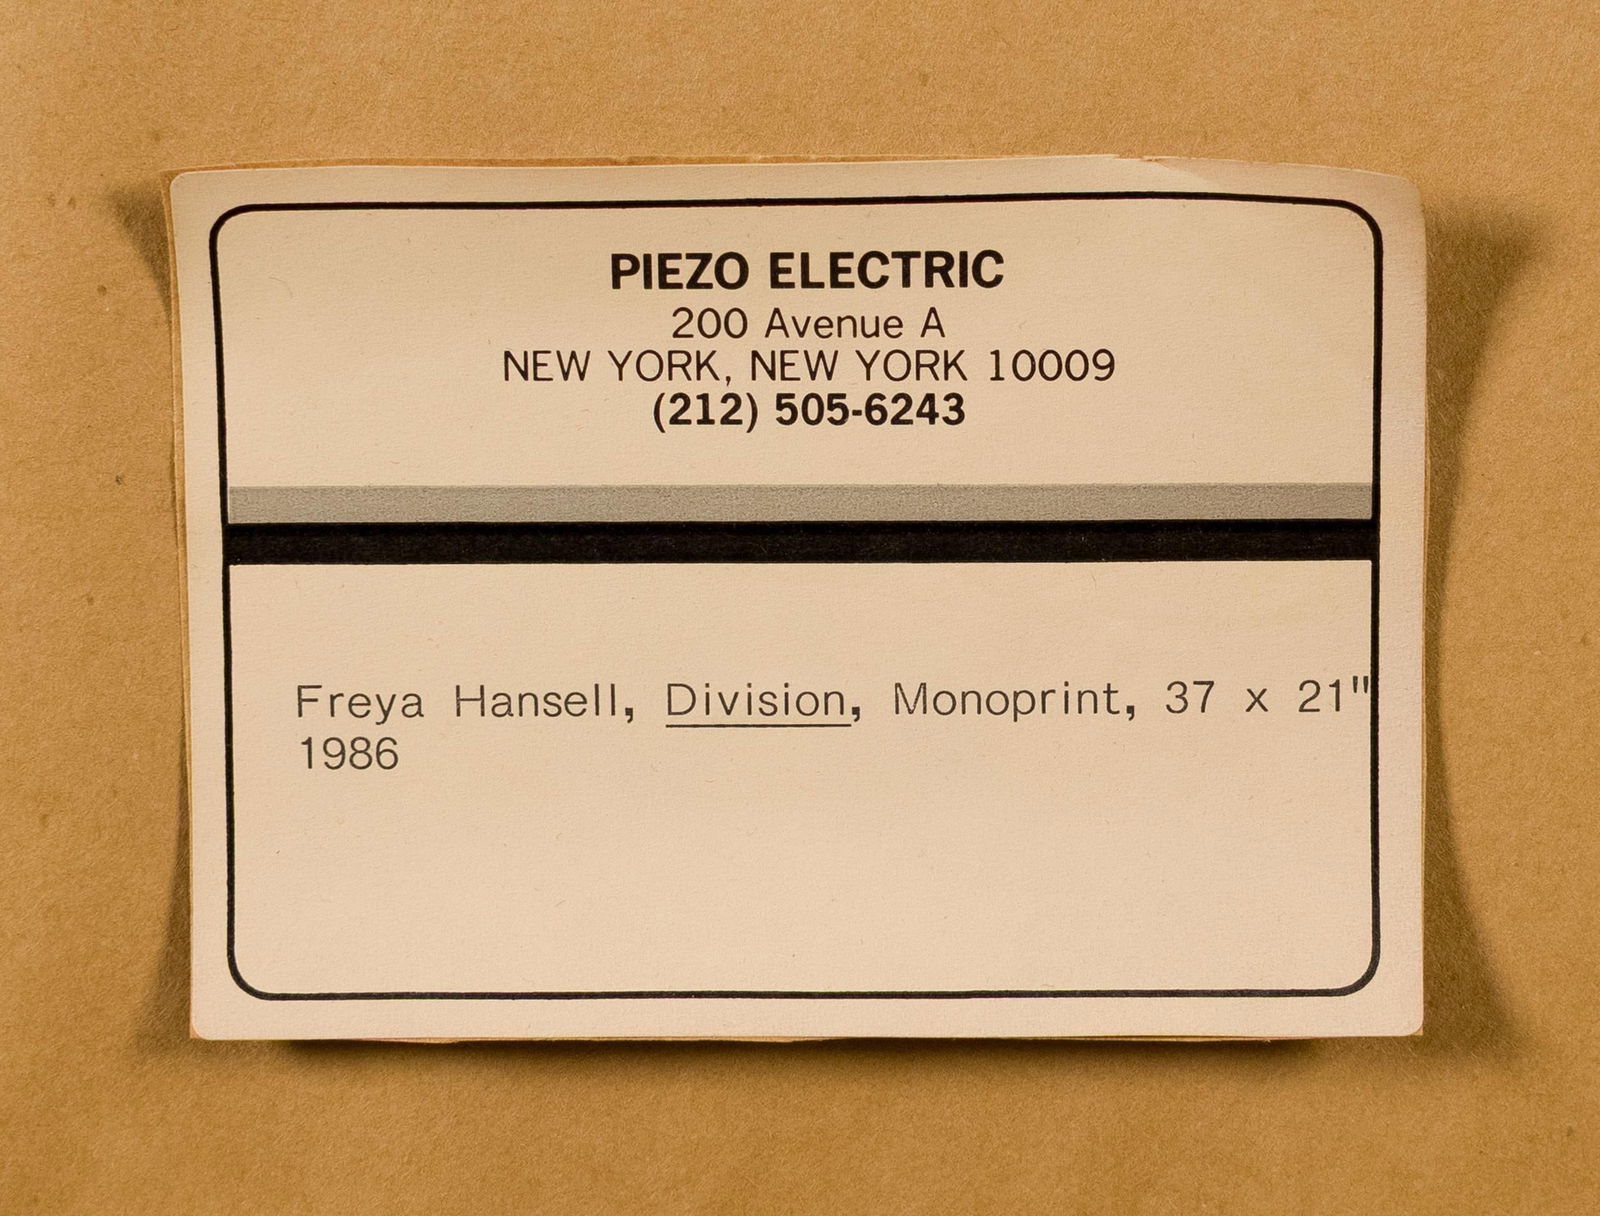 PIEZO ELECTRIC
200 Avenue A
NEW YORK, NEW YORK 10009
(212) 505-6243
Freya Hansell, Division, Monoprint, 37 x 21"
1986